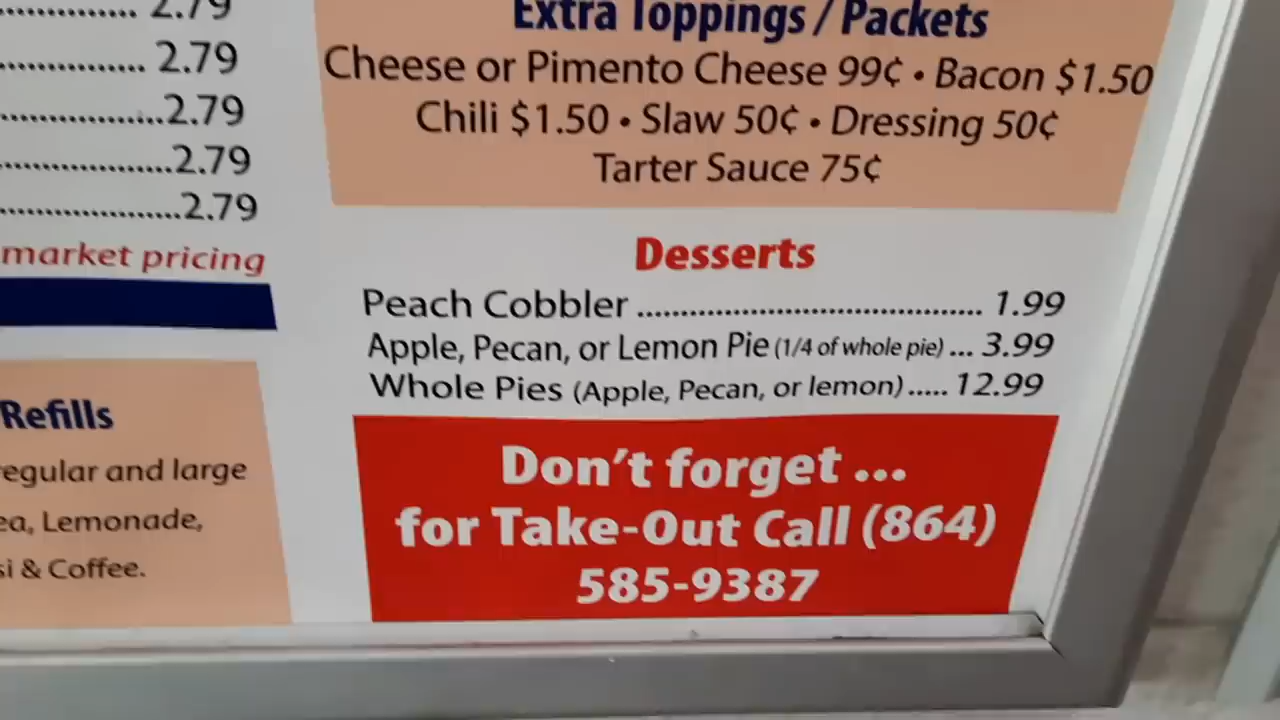 2.79
2.79
2.79
2.79
2.79
market pricing
Refills
regular and large
Lemonade,
& Coffee.
Extra Toppings / Packets
Cheese or Pimento Cheese 99¢ • Bacon $1.50
Chili $1.50 • Slaw 50¢ • Dressing 50¢
Tarter Sauce 75¢
Desserts
Peach Cobbler ........................................ 1.99
Apple, Pecan, or Lemon Pie (1/4 of whole pie) ... 3.99
Whole Pies (Apple, Pecan, or lemon) ..... 12.99
Don't forget ...
for Take-Out Call (864)
585-9387